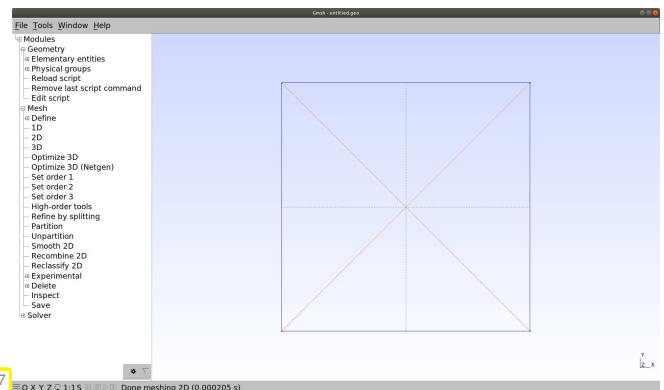 Gmsh - untitled.geo
File Tools Window Help
Modules
Geometry
Elementary entities
Physical groups
Reload script
Remove last script command
Edit script
Mesh
Define
1D
2D
3D
Optimize 3D
Optimize 3D (Netgen)
Set order 1
Set order 2
Set order 3
High-order tools
Refine by splitting
Partition
Unpartition
Smooth 2D
Recombine 2D
Reclassify 2D
Experimental
Delete
Inspect
Save
Solver
Y
Z X
7
O X Y Z 1:1 S Done meshing 2D (0.000205 s)